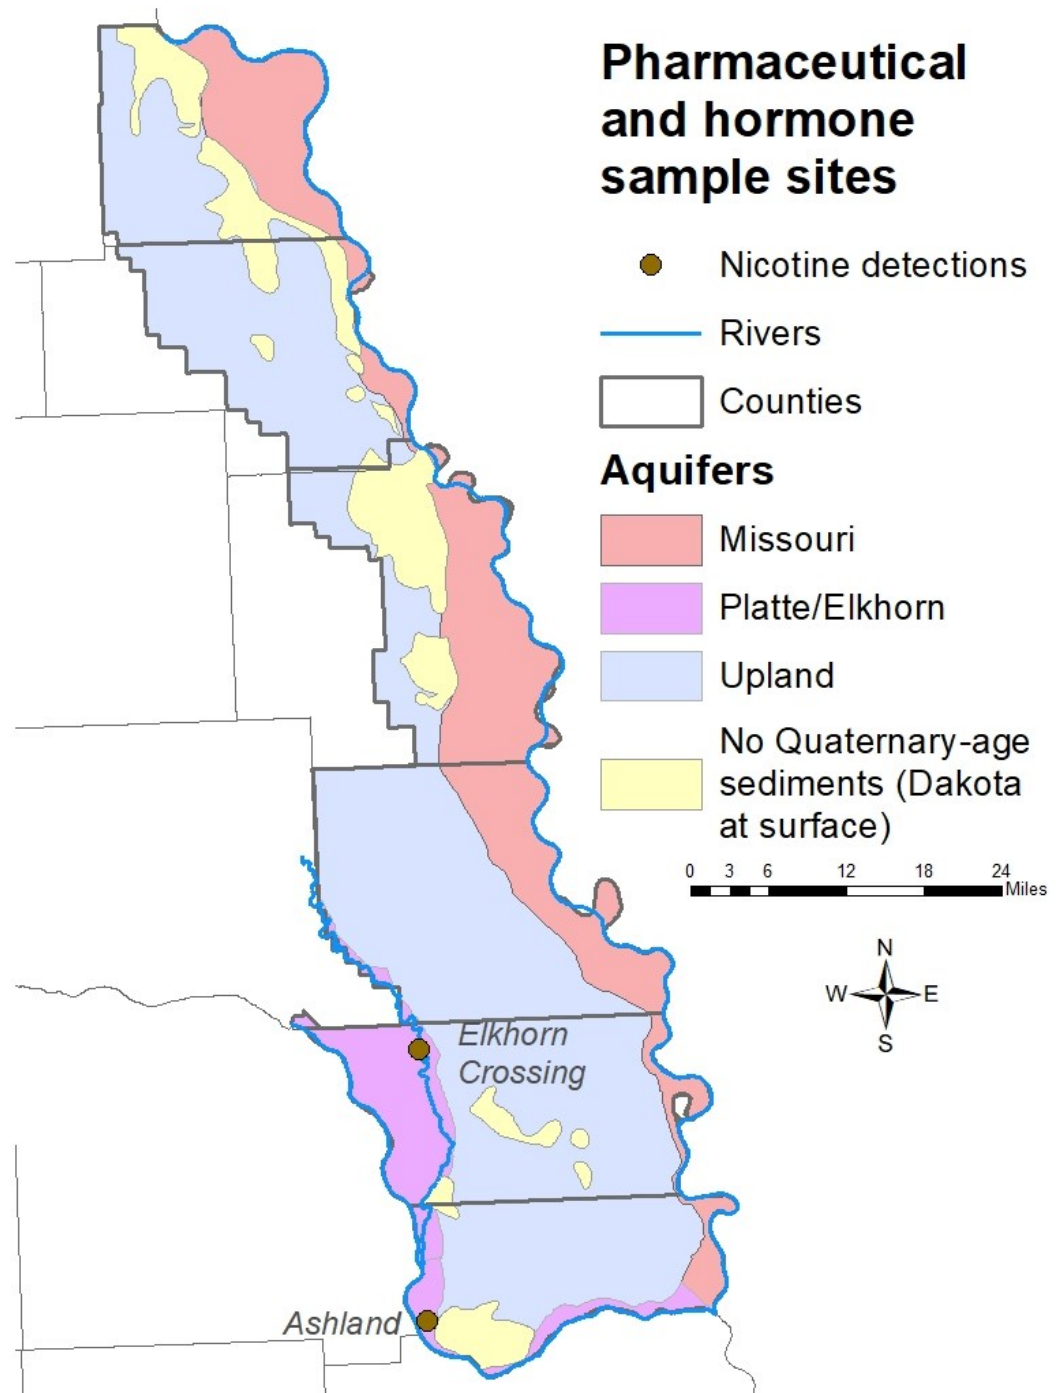 Pharmaceutical
and hormone
sample sites
Nicotine detections
Rivers
Counties
Aquifers
Missouri
Platte/Elkhorn
Upland
No Quaternary-age
sediments (Dakota
at surface)
0 3 6 12 18 24
Miles
N
W E
S
Elkhorn
Crossing
Ashland